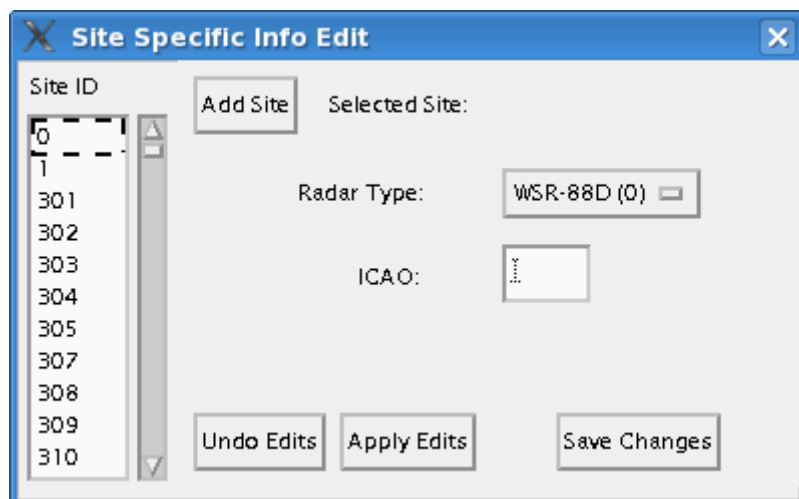 Site Specific Info Edit
Site ID
0
1
301
302
303
304
305
307
308
309
310
Add Site
Selected Site:
Radar Type:
WSR-88D (0)
ICAO:
Undo Edits
Apply Edits
Save Changes